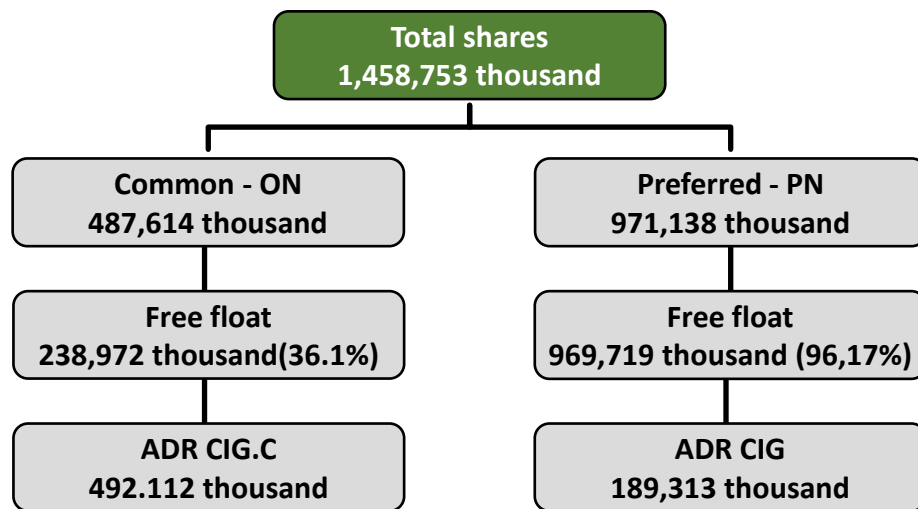 Total shares
1,458,753 thousand
Common - ON
487,614 thousand
Preferred - PN
971,138 thousand
Free float
238,972 thousand(36.1%)
Free float
969,719 thousand (96,17%)
ADR CIG.C
492.112 thousand
ADR CIG
189,313 thousand